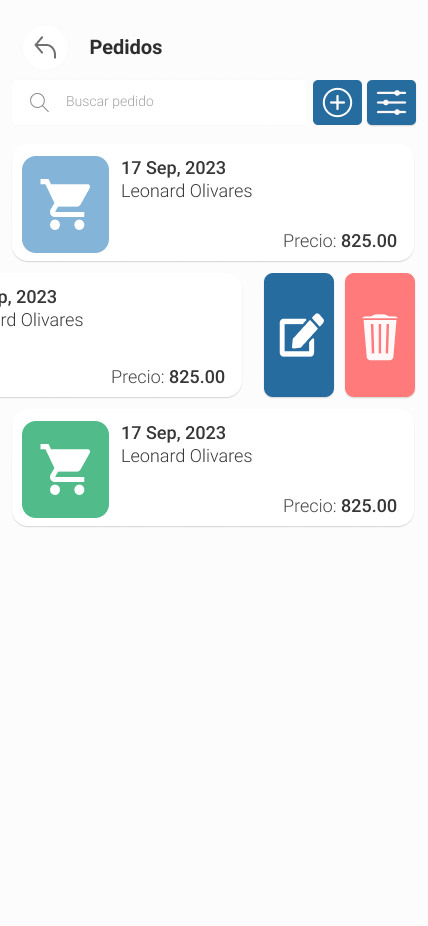 Pedidos
Buscar pedido
17 Sep, 2023
Leonard Olivares
Precio: 825.00
p, 2023
rd Olivares
Precio: 825.00
17 Sep, 2023
Leonard Olivares
Precio: 825.00